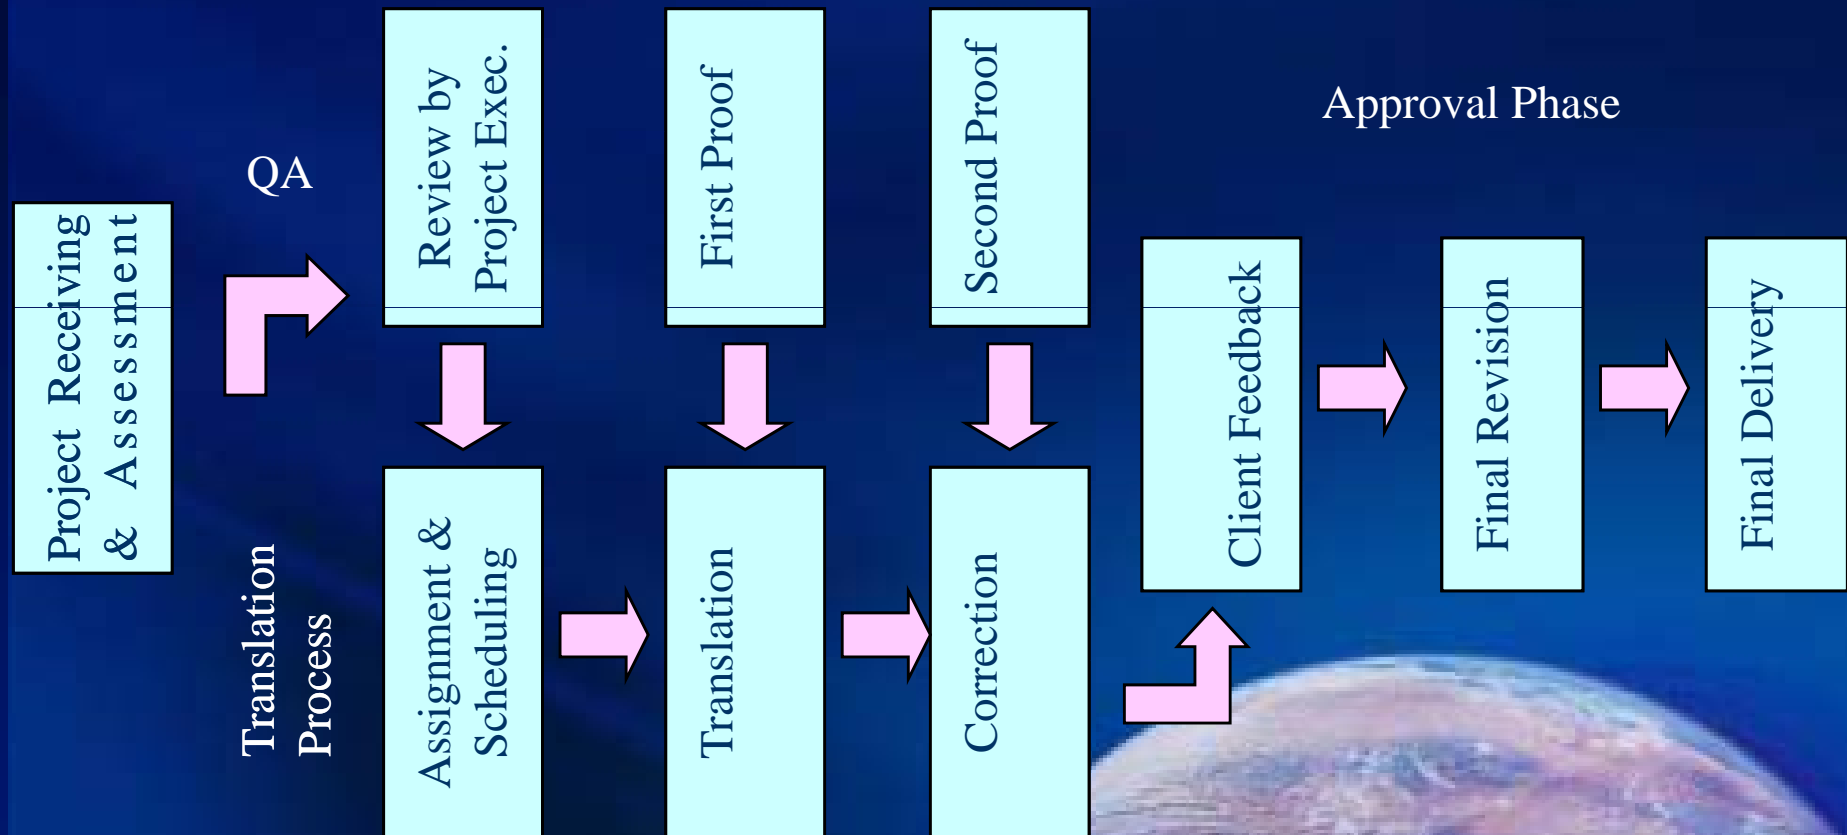 Project Receiving
& Assessment
QA
Translation
Process
Review by
Project Exec.
First Proof
Second Proof
Assignment &
Scheduling
Translation
Correction
Approval Phase
Client Feedback
Final Revision
Final Delivery